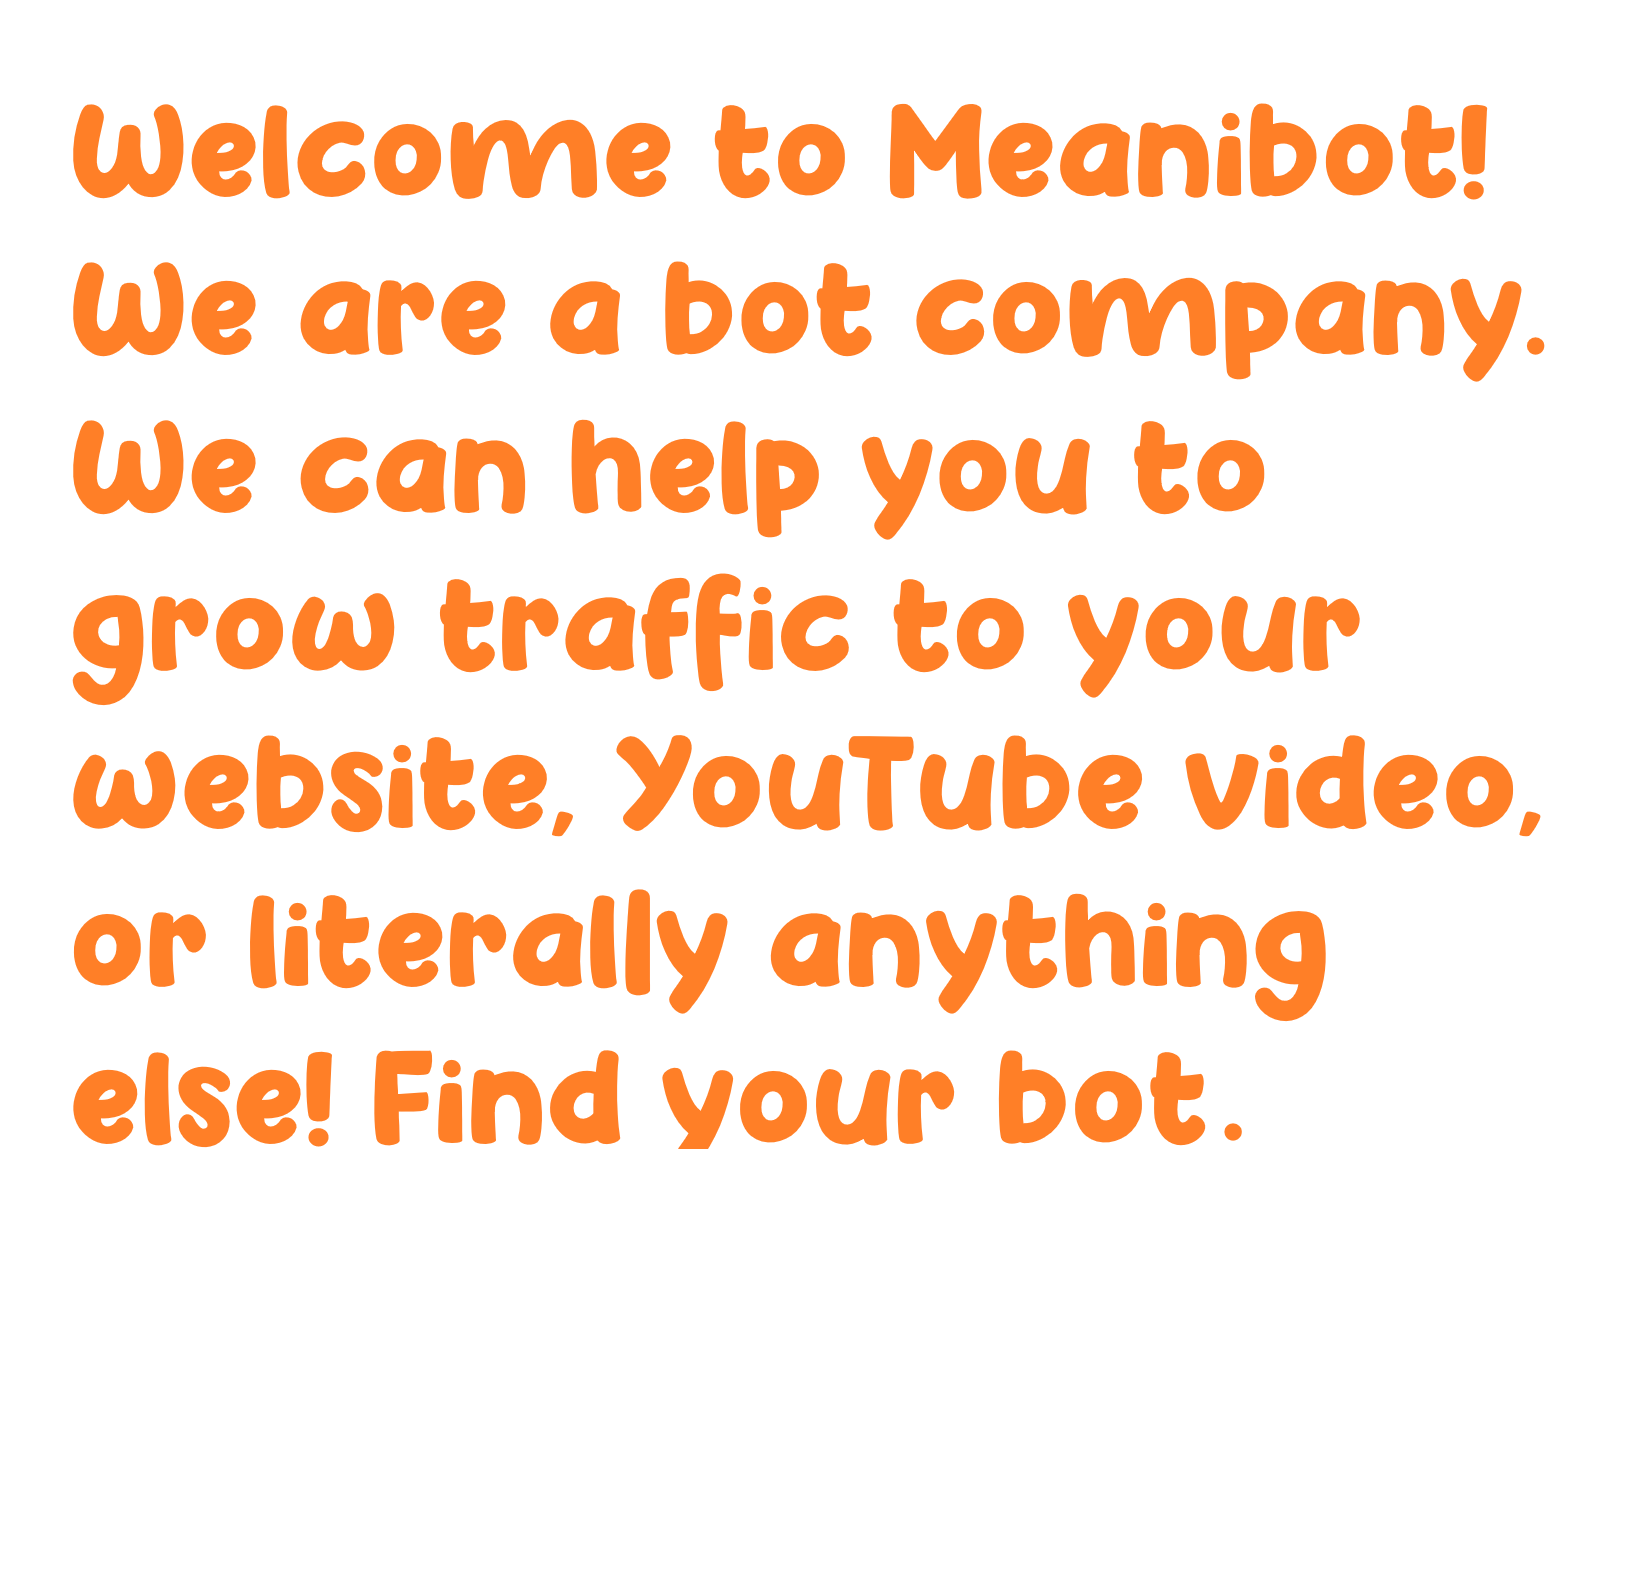 Welcome to Meanibot!
We are a bot company.
We can help you to
grow traffic to your
website, YouTube video,
or literally anything
else! Find your bot.